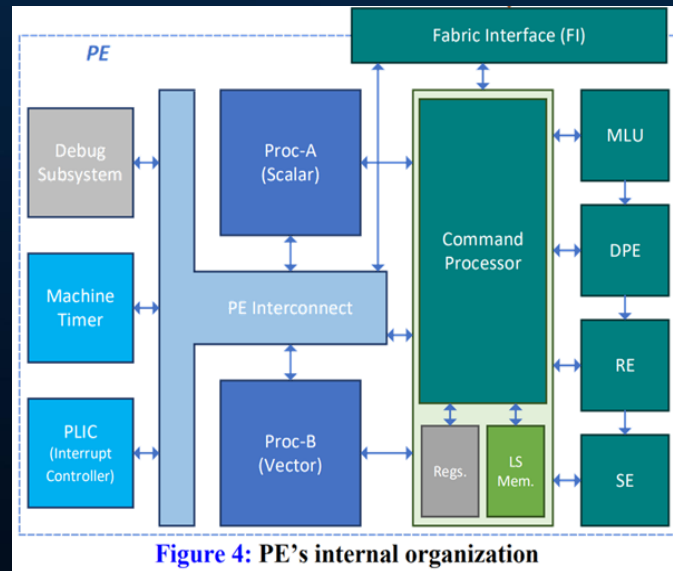 PE
Fabric Interface (FI)
Debug
Subsystem
Proc-A
(Scalar)
Command
Processor
MLU
DPE
Machine
Timer
PE Interconnect
RE
PLIC
(Interrupt
Controller)
Proc-B
(Vector)
Regs.
LS
Mem.
SE
Figure 4: PE's internal organization